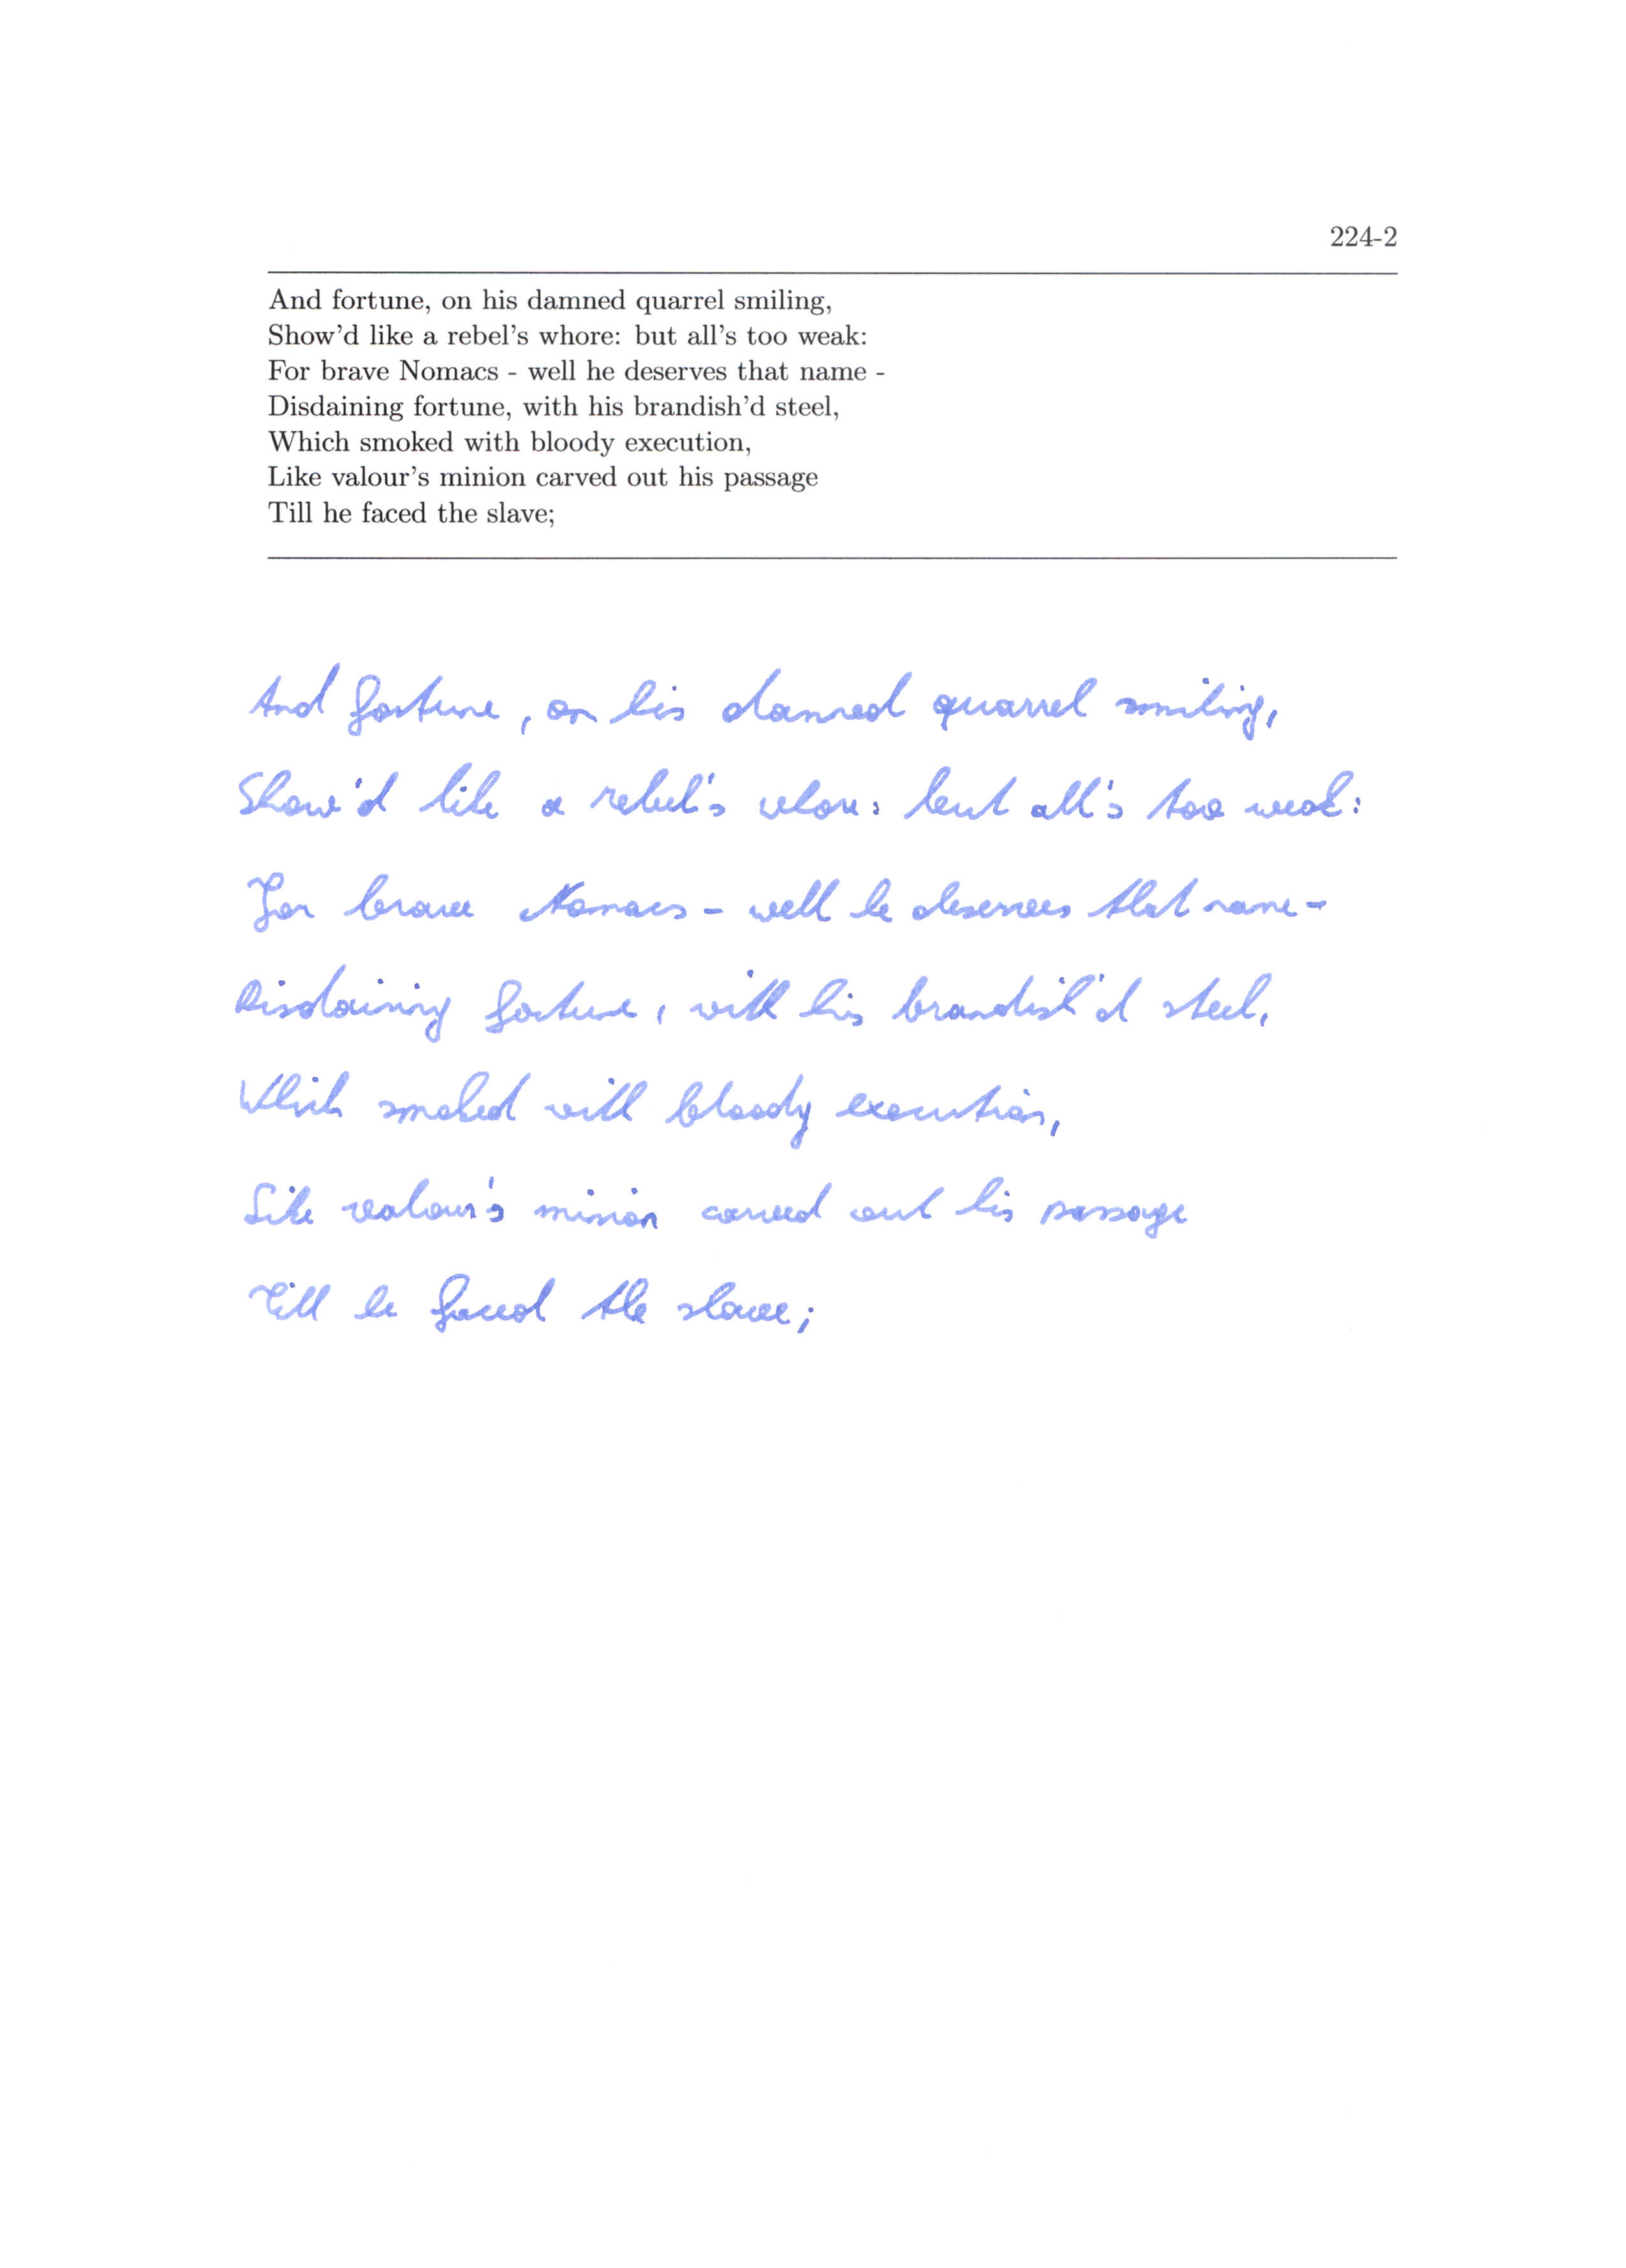 224-2
And fortune, on his damned quarrel smiling,
Show'd like a rebel's whore: but all's too weak:
For brave Nomacs - well he deserves that name -
Disdaining fortune, with his brandish'd steel,
Which smoked with bloody execution,
Like valour's minion carved out his passage
Till he faced the slave;
And fortune, on his damned quarrel smiling,
Show'd like a rebel's whore: but all's too weak:
For brave Nomacs - well he deserves that name -
Disdaining fortune, with his brandish'd steel,
Which smoked with bloody execution,
Like valour's minion carved out his passage
Till he faced the slave;